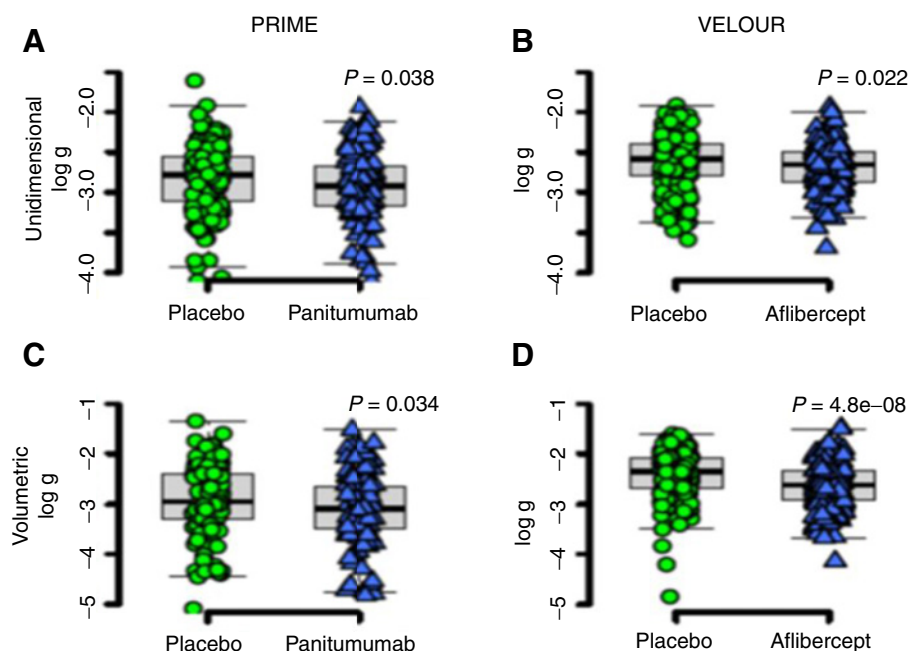 PRIME
VELOUR
A
B
P = 0.038
P = 0.022
Unidimensional
log g
−2.0
−3.0
−4.0
log g
−2.0
−3.0
−4.0
Placebo
Panitumumab
Placebo
Aflibercept
C
D
P = 0.034
P = 4.8e−08
Volumetric
log g
−1
−2
−3
−4
−5
log g
−1
−2
−3
−4
−5
Placebo
Panitumumab
Placebo
Aflibercept